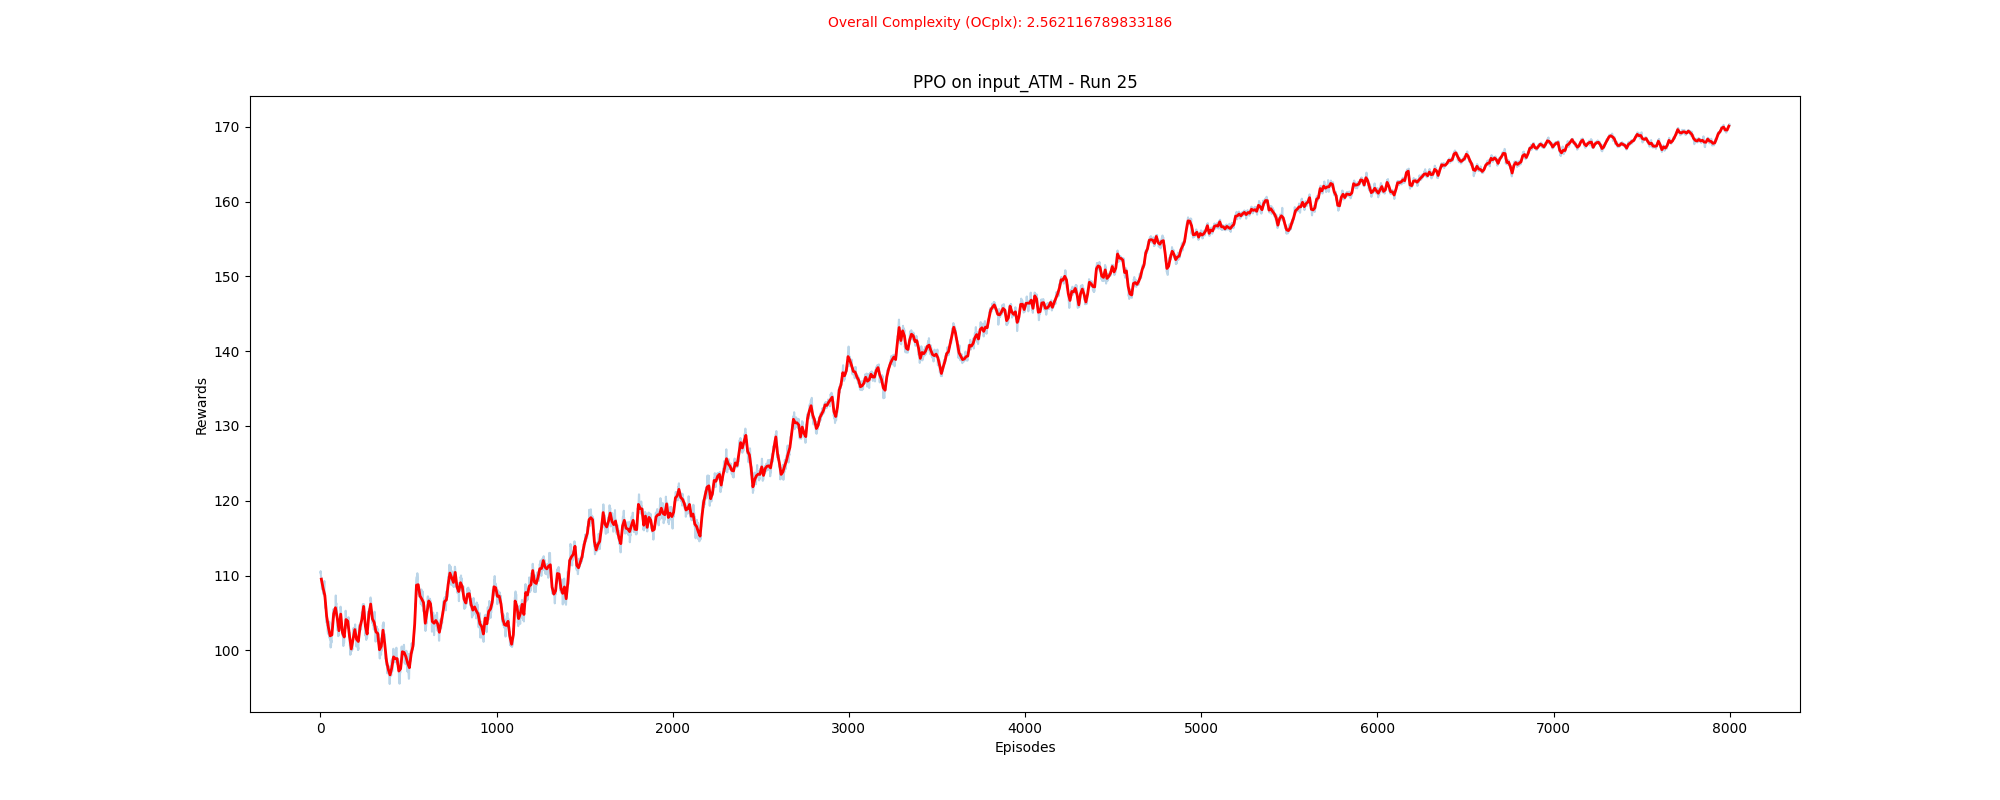 Overall Complexity (OCplx): 2.562116789833186
PPO on input_ATM - Run 25
170
160
150
140
130
120
110
100
Rewards
0 1000 2000 3000 4000 5000 6000 7000 8000
Episodes